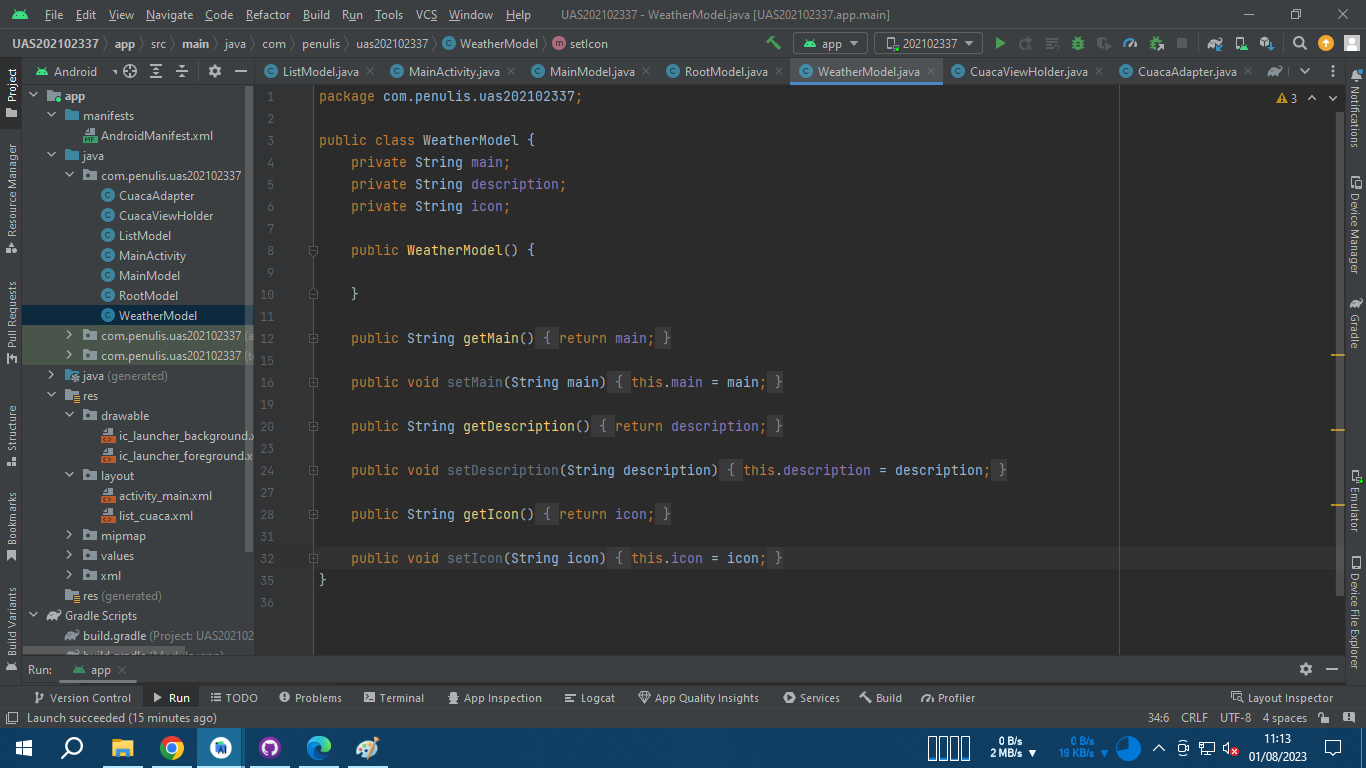 File Edit View Navigate Code Refactor Build Run Tools VCS Window Help UAS202102337 - WeatherModel.java [UAS202102337.app.main]
UAS202102337 app src main java com penulis uas202102337 WeatherModel setIcon app 202102337
Android ListModel.java MainActivity.java MainModel.java RootModel.java WeatherModel.java CuacaViewHolder.java CuacaAdapter.java
Project
Resource Manager
Pull Requests
Structure
Bookmarks
Build Variants
app
manifests
AndroidManifest.xml
java
com.penulis.uas202102337
CuacaAdapter
CuacaViewHolder
ListModel
MainActivity
MainModel
RootModel
WeatherModel
com.penulis.uas202102337 (a
com.penulis.uas202102337 (t
java (generated)
res
drawable
ic_launcher_background.x
ic_launcher_foreground.x
layout
activity_main.xml
list_cuaca.xml
mipmap
values
xml
res (generated)
Gradle Scripts
build.gradle (Project: UAS202102
1 package com.penulis.uas202102337; 3
2
3 public class WeatherModel {
4 private String main;
5 private String description;
6 private String icon;
7
8 public WeatherModel() {
9
10 }
11
12 public String getMain() { return main; }
15
16 public void setMain(String main) { this.main = main; }
19
20 public String getDescription() { return description; }
23
24 public void setDescription(String description) { this.description = description; }
27
28 public String getIcon() { return icon; }
31
32 public void setIcon(String icon) { this.icon = icon; }
35 }
36
Notifications
Device Manager
Gradle
Emulator
Device File Explorer
Run: app
Version Control Run TODO Problems Terminal App Inspection Logcat App Quality Insights Services Build Profiler Layout Inspector
Launch succeeded (15 minutes ago) 34:6 CRLF UTF-8 4 spaces
0 B/s 0 B/s 11:13
2 MB/s 19 KB/s 01/08/2023